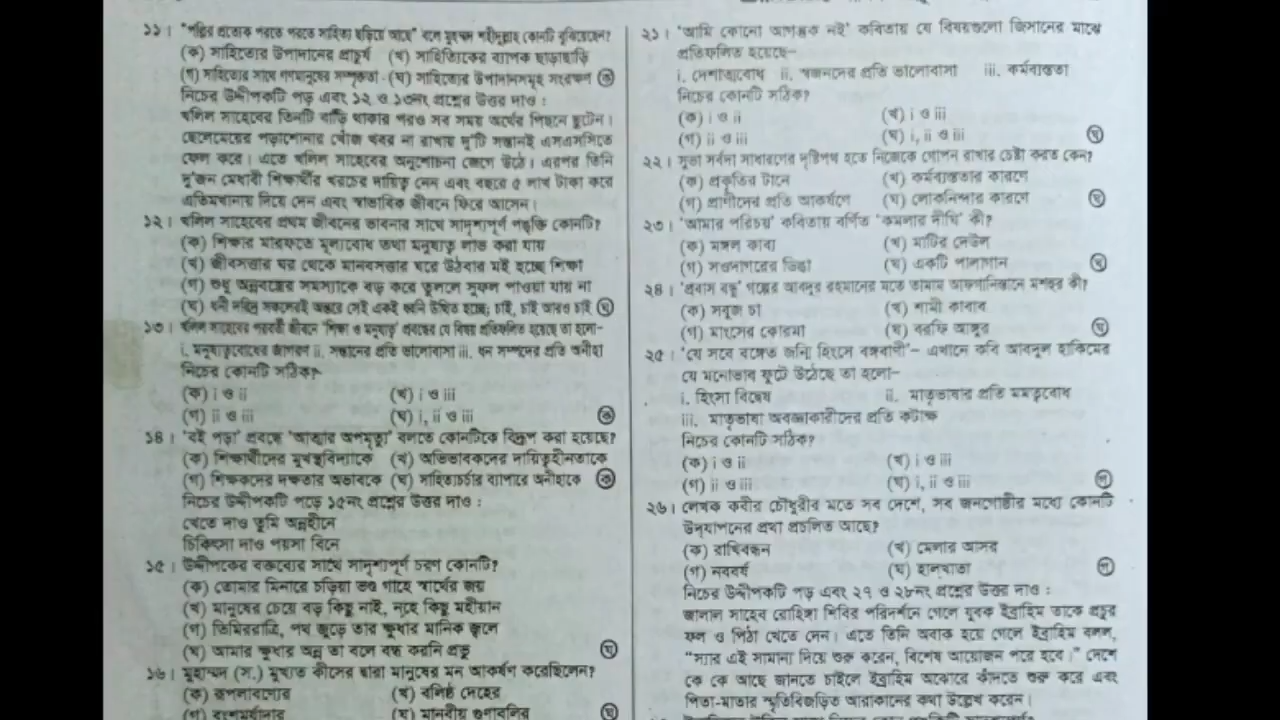 ১১। 'পল্লির প্রত্যেক পরতে পরতে সাহিত্য ছড়িয়ে আছে' বলে মুহম্মদ শহীদুল্লাহ কোনটি বুঝিয়েছেন?
(ক) সাহিত্যের উপাদানের প্রাচুর্য (খ) সাহিত্যিকের ব্যাপক ছাড়াছড়ি
(গ) সাহিত্যের সাথে গণমানুষের সম্পৃক্ততা (ঘ) সাহিত্যের উপাদানসমূহ সংরক্ষণ ক
নিচের উদ্দীপকটি পড় এবং ১২ ও ১৩নং প্রশ্নের উত্তর দাও :
খলিল সাহেবের তিনটি বাড়ি থাকার পরও সব সময় অর্থের পিছনে ছুটেন।
ছেলেমেয়ের পড়াশোনার খোঁজ খবর না রাখায় দু'টি সন্তানই এসএসসিতে
ফেল করে। এতে খলিল সাহেবের অনুশোচনা জেগে উঠে। এরপর তিনি
দু'জন মেধাবী শিক্ষার্থীর খরচের দায়িত্ব নেন এবং বছরে ৫ লাখ টাকা করে
এতিমখানায় দিয়ে দেন এবং স্বাভাবিক জীবনে ফিরে আসেন।
১২। খলিল সাহেবের প্রথম জীবনের ভাবনার সাথে সাদৃশ্যপূর্ণ পঙ্ক্তি কোনটি?
(ক) শিক্ষার মারফতে মূল্যবোধ তথা মনুষ্যত্ব লাভ করা যায়
(খ) জীবসত্তার ঘর থেকে মানবসত্তার ঘরে উঠবার মই হচ্ছে শিক্ষা
(গ) শুধু অন্নবস্ত্রের সমস্যাকে বড় করে তুললে সুফল পাওয়া যায় না
(ঘ) ধনী দরিদ্র সকলেরই অন্তরে সেই একই ধ্বনি উত্থিত হচ্ছে; চাই, চাই আরও চাই ঘ
১৩। খলিল সাহেবের পরবর্তী জীবনে 'শিক্ষা ও মনুষ্যত্ব' প্রবন্ধের যে বিষয় প্রতিফলিত হয়েছে তা হলো–
i. মনুষ্যত্ববোধের জাগরণ ii. সন্তানের প্রতি ভালোবাসা iii. ধন সম্পদের প্রতি অনীহা
নিচের কোনটি সঠিক?
(ক) i ও ii (খ) i ও iii
(গ) ii ও iii (ঘ) i, ii ও iii
১৪। 'বই পড়া' প্রবন্ধে 'আত্মার অপমৃত্যু' বলতে কোনটিকে বিদ্রুপ করা হয়েছে?
(ক) শিক্ষার্থীদের মুখস্থবিদ্যাকে (খ) অভিভাবকদের দায়িত্বহীনতাকে
(গ) শিক্ষকদের দক্ষতার অভাবকে (ঘ) সাহিত্যচর্চার ব্যাপারে অনীহাকে ক
নিচের উদ্দীপকটি পড়ে ১৫নং প্রশ্নের উত্তর দাও :
খেতে দাও তুমি অন্নহীনে
চিকিৎসা দাও পয়সা বিনে
১৫। উদ্দীপকের বক্তব্যের সাথে সাদৃশ্যপূর্ণ চরণ কোনটি?
(ক) তোমার মিনারে চড়িয়া ভণ্ড গাহে স্বার্থের জয়
(খ) মানুষের চেয়ে বড় কিছু নাই, নহে কিছু মহীয়ান
(গ) তিমিররাত্রি, পথ জুড়ে তার ক্ষুধার মানিক জ্বলে
(ঘ) আমার ক্ষুধার অন্ন তা বলে বন্ধ করনি প্রভু ঘ
১৬। মুহাম্মদ (স.) মুখ্যত কীসের দ্বারা মানুষের মন আকর্ষণ করেছিলেন?
(ক) রূপলাবণ্যের (খ) বলিষ্ঠ দেহের
(গ) বংশমর্যাদার (ঘ) মানবীয় গুণাবলির ঘ
২১। 'আমি কোনো আগন্তুক নই' কবিতায় যে বিষয়গুলো জিসানের মাঝে
প্রতিফলিত হয়েছে–
i. দেশাত্মবোধ ii. স্বজনদের প্রতি ভালোবাসা iii. কর্মব্যস্ততা
নিচের কোনটি সঠিক?
(ক) i ও ii (খ) i ও iii
(গ) ii ও iii (ঘ) i, ii ও iii ঘ
২২। সুভা সর্বদা সাধারণের দৃষ্টিপথ হতে নিজেকে গোপন রাখার চেষ্টা করত কেন?
(ক) প্রকৃতির টানে (খ) কর্মব্যস্ততার কারণে
(গ) প্রাণীদের প্রতি আকর্ষণে (ঘ) লোকনিন্দার কারণে ঘ
২৩। 'আমার পরিচয়' কবিতায় বর্ণিত 'কমলার দীঘি' কী?
(ক) মঙ্গল কাব্য (খ) মাটির দেউল
(গ) সওদাগরের ডিঙা (ঘ) একটি পালাগান ঘ
২৪। 'প্রবাস বন্ধু' গল্পের আবদুর রহমানের মতে তামাম আফগানিস্তানে মশহুর কী?
(ক) সবুজ চা (খ) শামী কাবাব
(গ) মাংসের কোরমা (ঘ) বরফি আঙ্গুর ঘ
২৫। 'যে সবে বঙ্গেত জন্মি হিংসে বঙ্গবাণী'– এখানে কবি আবদুল হাকিমের
যে মনোভাব ফুটে উঠেছে তা হলো–
i. হিংসা বিদ্বেষ ii. মাতৃভাষার প্রতি মমত্ববোধ
iii. মাতৃভাষা অবজ্ঞাকারীদের প্রতি কটাক্ষ
নিচের কোনটি সঠিক?
(ক) i ও ii (খ) i ও iii
(গ) ii ও iii (ঘ) i, ii ও iii গ
২৬। লেখক কবীর চৌধুরীর মতে সব দেশে, সব জনগোষ্ঠীর মধ্যে কোনটি
উদ্‌যাপনের প্রথা প্রচলিত আছে?
(ক) রাখিবন্ধন (খ) মেলার আসর
(গ) নববর্ষ (ঘ) হালখাতা গ
নিচের উদ্দীপকটি পড় এবং ২৭ ও ২৮নং প্রশ্নের উত্তর দাও :
জালাল সাহেব রোহিঙ্গা শিবির পরিদর্শনে গেলে যুবক ইব্রাহিম তাকে প্রচুর
ফল ও পিঠা খেতে দেন। এতে তিনি অবাক হয়ে গেলে ইব্রাহিম বলল,
"স্যার এই সামান্য দিয়ে শুরু করেন, বিশেষ আয়োজন পরে হবে।" দেশে
কে কে আছে জানতে চাইলে ইব্রাহিম অঝোরে কাঁদতে শুরু করে এবং
পিতা-মাতার স্মৃতিবিজড়িত আরাকানের কথা উল্লেখ করেন।